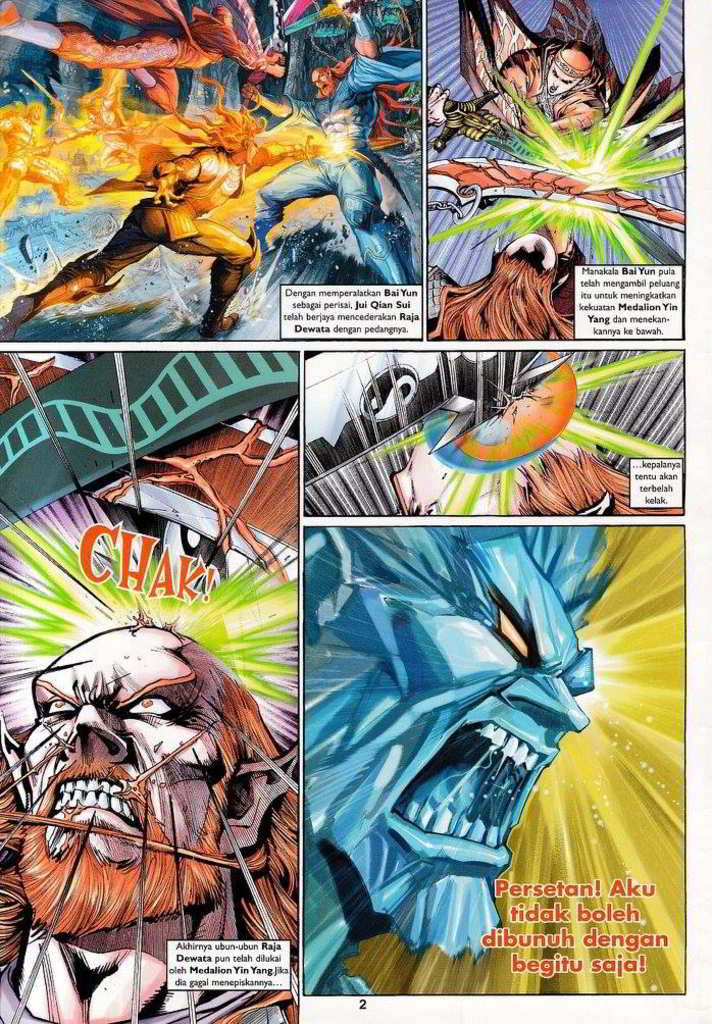 Dengan memperalatkan Bai Yun
sebagai perisai, Jui Qian Sui
telah berjaya mencederakan Raja
Dewata dengan pedangnya.
Manakala Bai Yun pula
telah mengambil peluang
itu untuk meningkatkan
kekuatan Medalion Yin
Yang dan menekan-
kannya ke bawah.
CHAK!
Akhirnya ubun-ubun Raja
Dewata pun telah dilukai
oleh Medalion Yin Yang.Jika
dia gagal menepiskannya...
...kepalanya
tentu akan
terbelah
kelak.
Persetan! Aku
tidak boleh
dibunuh dengan
begitu saja!
2